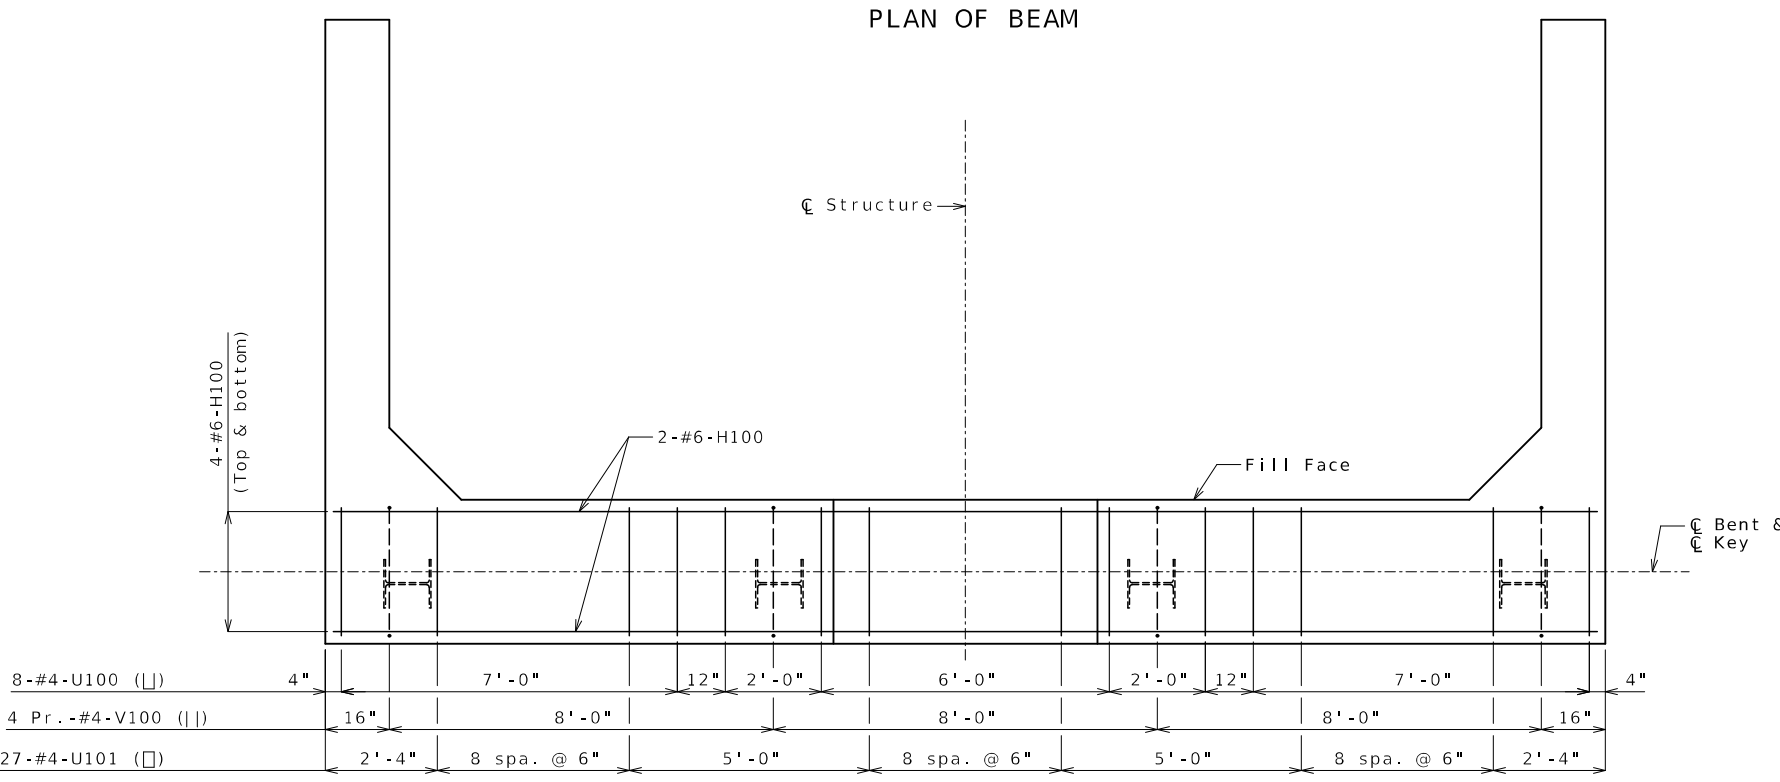 PLAN OF BEAM
℄ Structure
4-#6-H100
(Top & bottom)
2-#6-H100
Fill Face
℄ Bent &
℄ Key
8-#4-U100 (⨆) 4" 7'-0" 12" 2'-0" 6'-0" 2'-0" 12" 7'-0" 4"
4 Pr.-#4-V100 (||) 16" 8'-0" 8'-0" 8'-0" 16"
27-#4-U101 (□) 2'-4" 8 spa. @ 6" 5'-0" 8 spa. @ 6" 5'-0" 8 spa. @ 6" 2'-4"